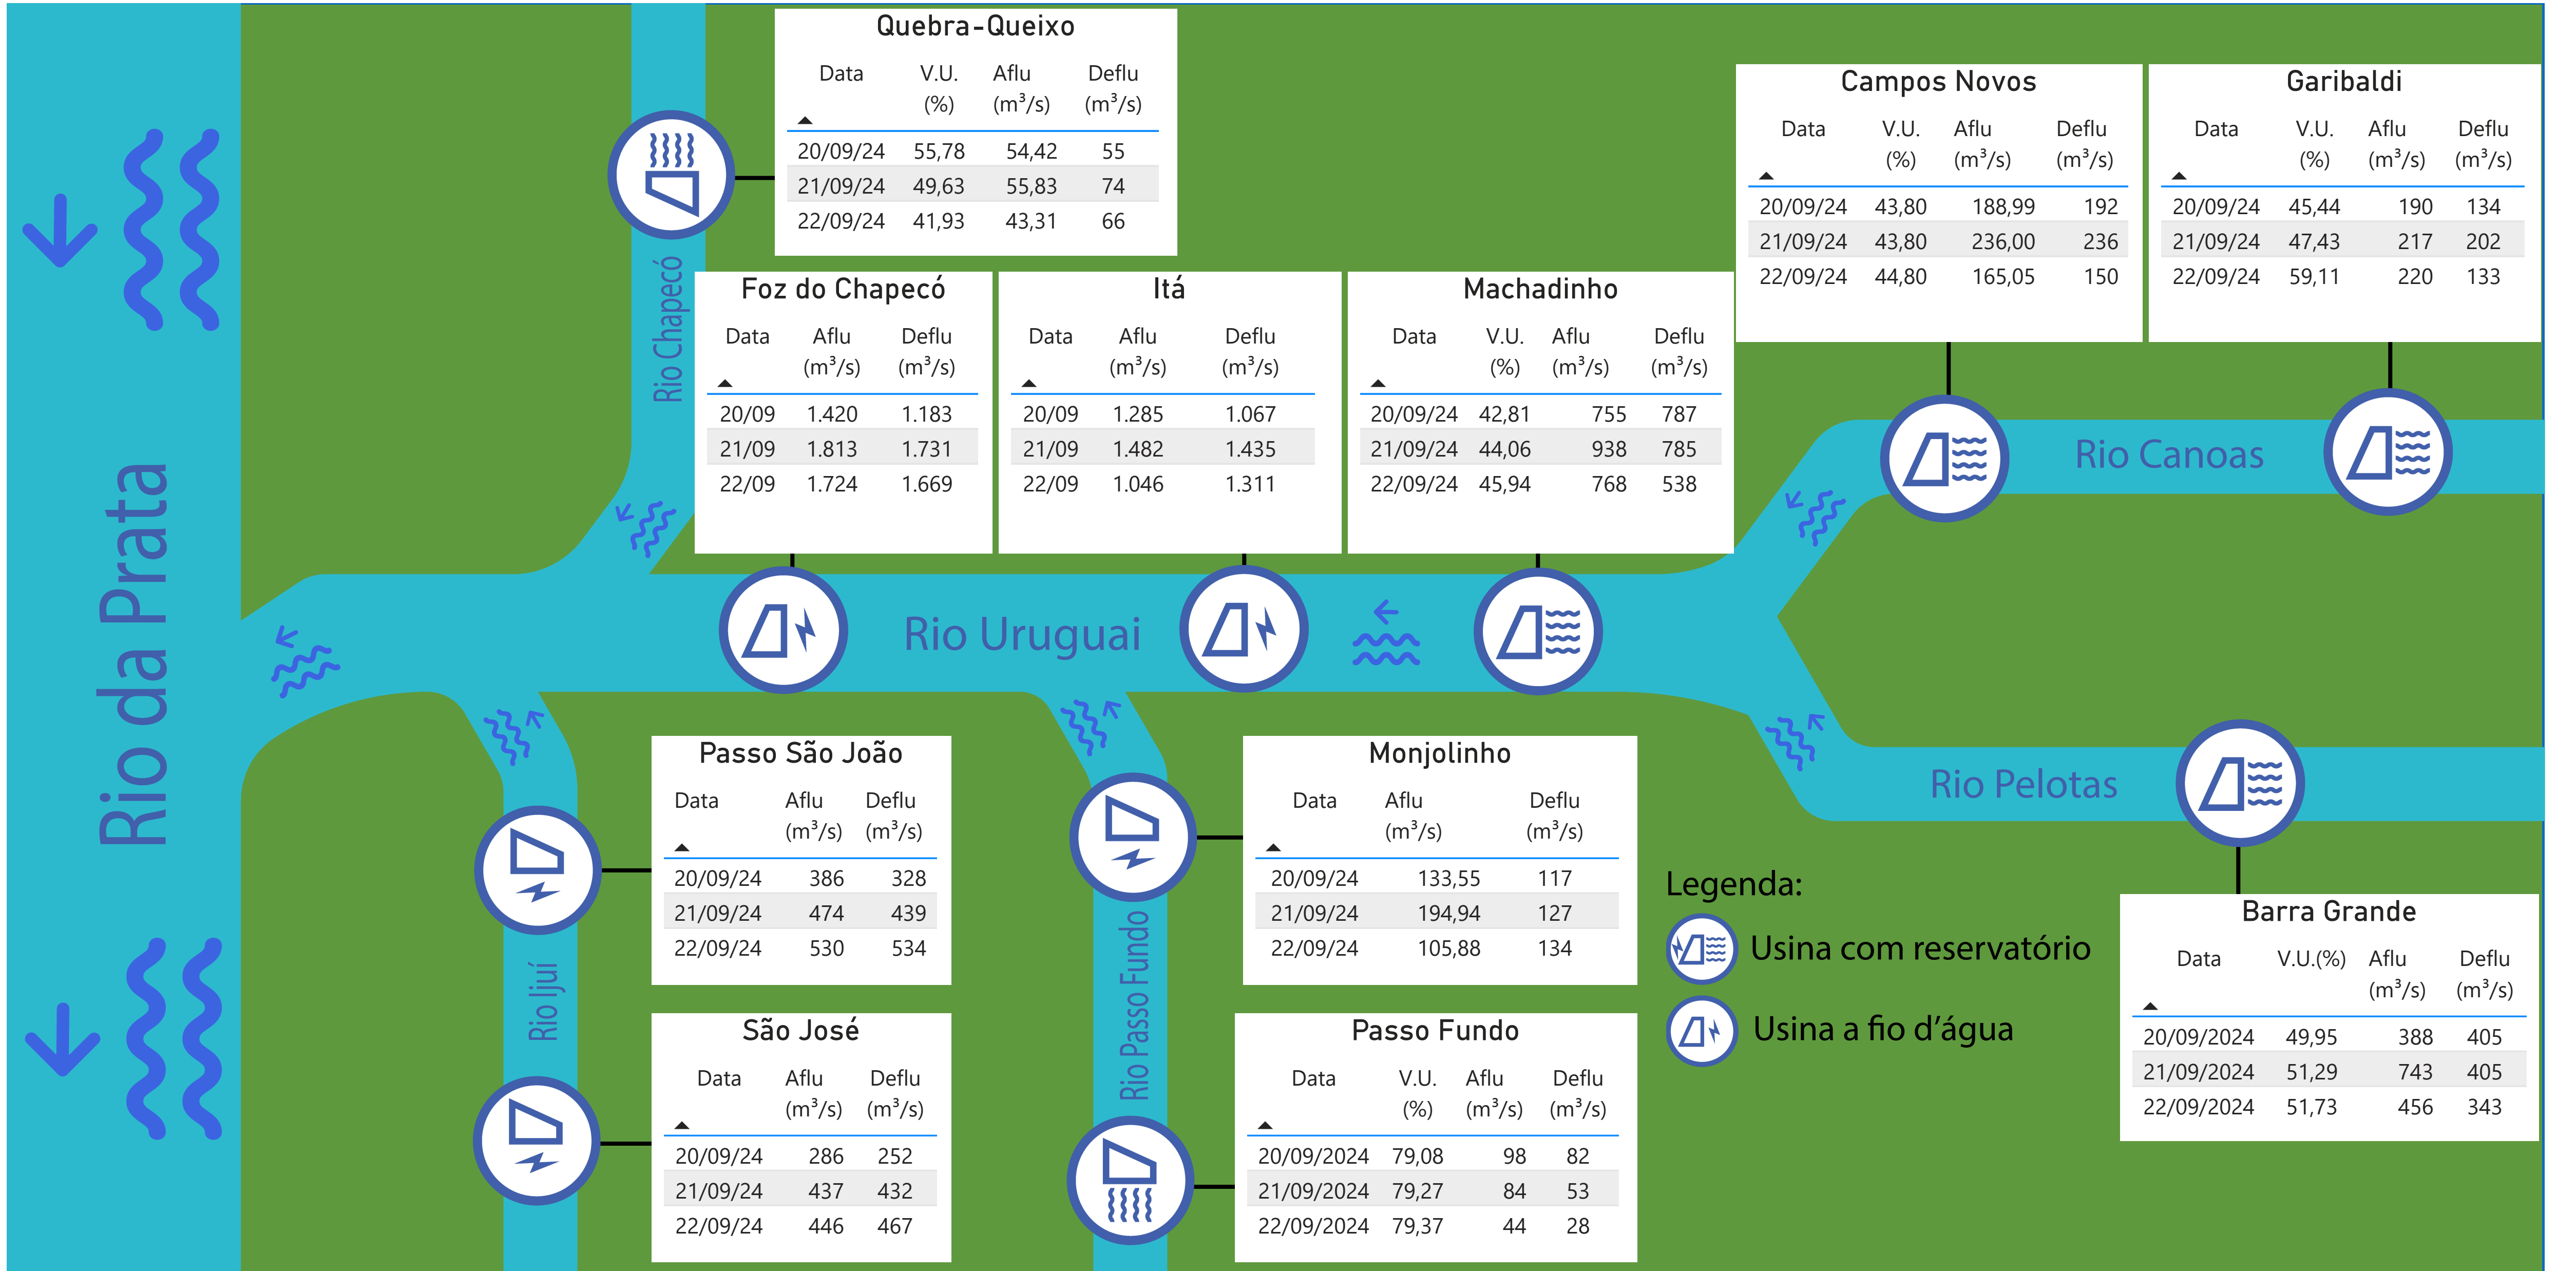 Rio da Prata
Quebra-Queixo
Data V.U. (%) Aflu (m³/s) Deflu (m³/s)
20/09/24 55,78 54,42 55
21/09/24 49,63 55,83 74
22/09/24 41,93 43,31 66
Rio Chapecó
Foz do Chapecó
Data Aflu (m³/s) Deflu (m³/s)
20/09 1.420 1.183
21/09 1.813 1.731
22/09 1.724 1.669
Itá
Data Aflu (m³/s) Deflu (m³/s)
20/09 1.285 1.067
21/09 1.482 1.435
22/09 1.046 1.311
Machadinho
Data V.U. (%) Aflu (m³/s) Deflu (m³/s)
20/09/24 42,81 755 787
21/09/24 44,06 938 785
22/09/24 45,94 768 538
Campos Novos
Data V.U. (%) Aflu (m³/s) Deflu (m³/s)
20/09/24 43,80 188,99 192
21/09/24 43,80 236,00 236
22/09/24 44,80 165,05 150
Garibaldi
Data V.U. (%) Aflu (m³/s) Deflu (m³/s)
20/09/24 45,44 190 134
21/09/24 47,43 217 202
22/09/24 59,11 220 133
Rio Canoas
Rio Uruguai
Rio Pelotas
Passo São João
Data Aflu (m³/s) Deflu (m³/s)
20/09/24 386 328
21/09/24 474 439
22/09/24 530 534
Rio Ijuí
São José
Data Aflu (m³/s) Deflu (m³/s)
20/09/24 286 252
21/09/24 437 432
22/09/24 446 467
Monjolinho
Data Aflu (m³/s) Deflu (m³/s)
20/09/24 133,55 117
21/09/24 194,94 127
22/09/24 105,88 134
Rio Passo Fundo
Passo Fundo
Data V.U. (%) Aflu (m³/s) Deflu (m³/s)
20/09/2024 79,08 98 82
21/09/2024 79,27 84 53
22/09/2024 79,37 44 28
Legenda:
Usina com reservatório
Usina a fio d’água
Barra Grande
Data V.U.(%) Aflu (m³/s) Deflu (m³/s)
20/09/2024 49,95 388 405
21/09/2024 51,29 743 405
22/09/2024 51,73 456 343